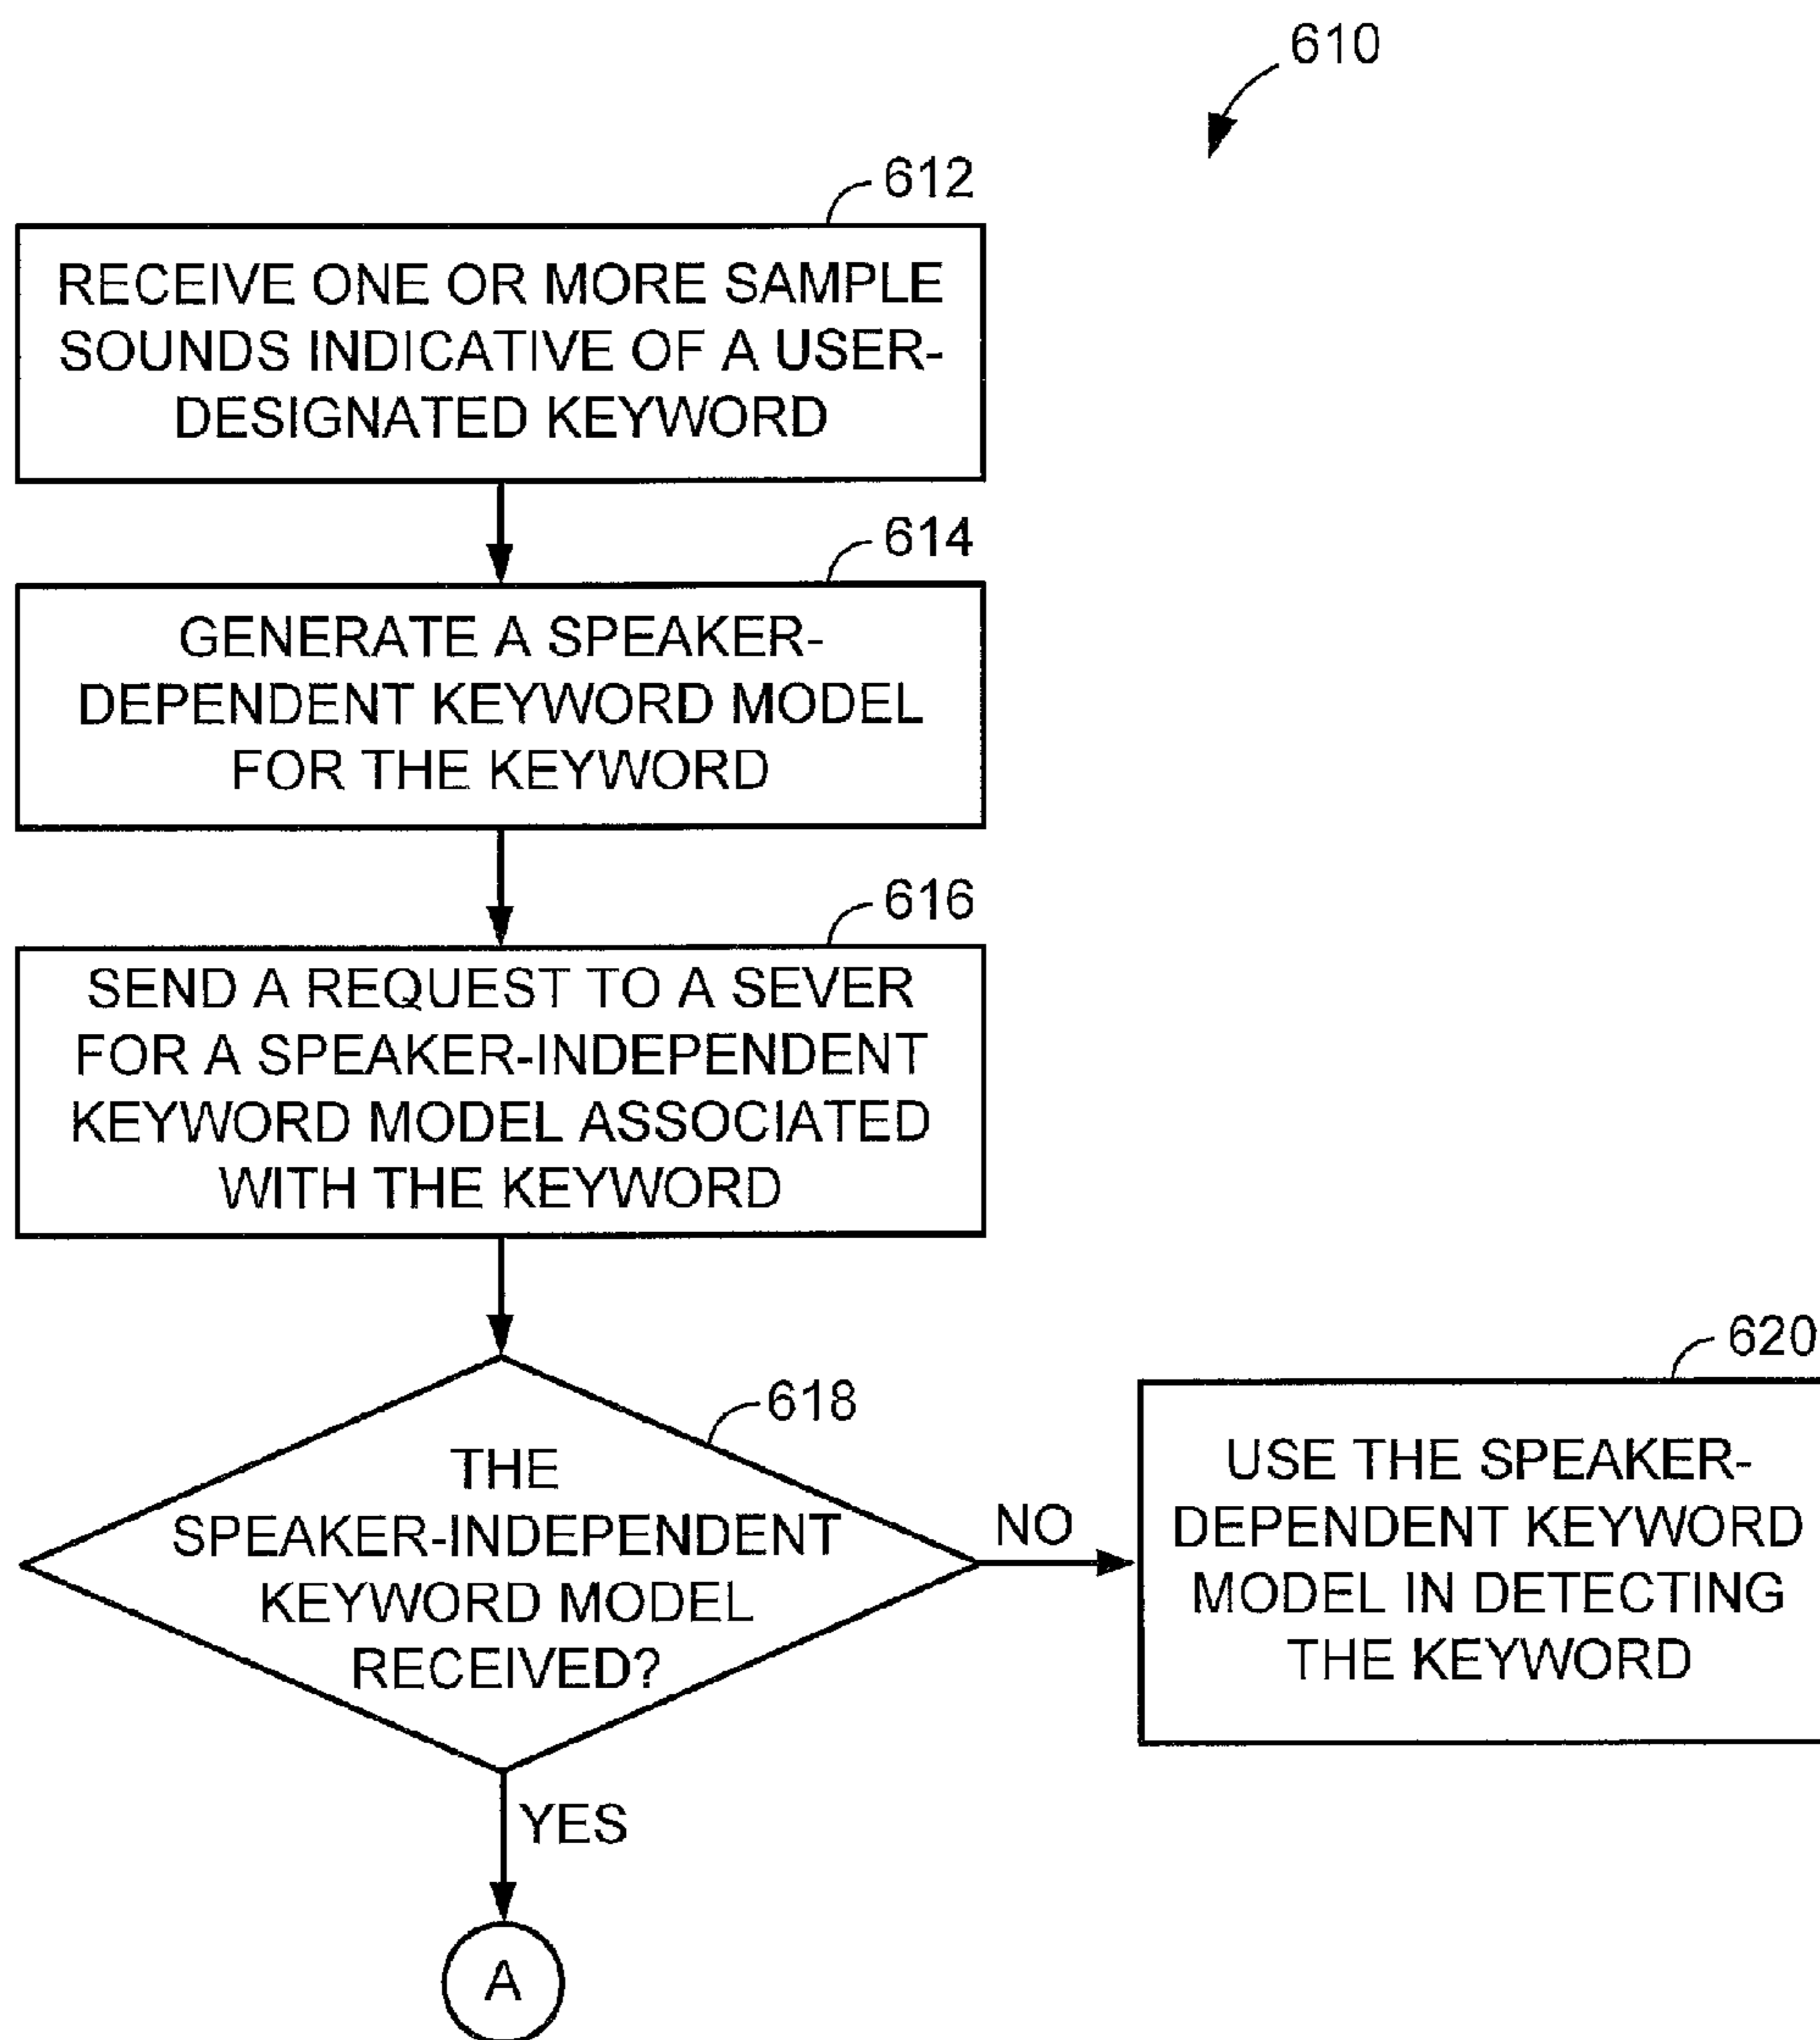 610
612
RECEIVE ONE OR MORE SAMPLE
SOUNDS INDICATIVE OF A USER-
DESIGNATED KEYWORD
614
GENERATE A SPEAKER-
DEPENDENT KEYWORD MODEL
FOR THE KEYWORD
616
SEND A REQUEST TO A SEVER
FOR A SPEAKER-INDEPENDENT
KEYWORD MODEL ASSOCIATED
WITH THE KEYWORD
618
THE
SPEAKER-INDEPENDENT
KEYWORD MODEL
RECEIVED?
NO
620
USE THE SPEAKER-
DEPENDENT KEYWORD
MODEL IN DETECTING
THE KEYWORD
YES
A